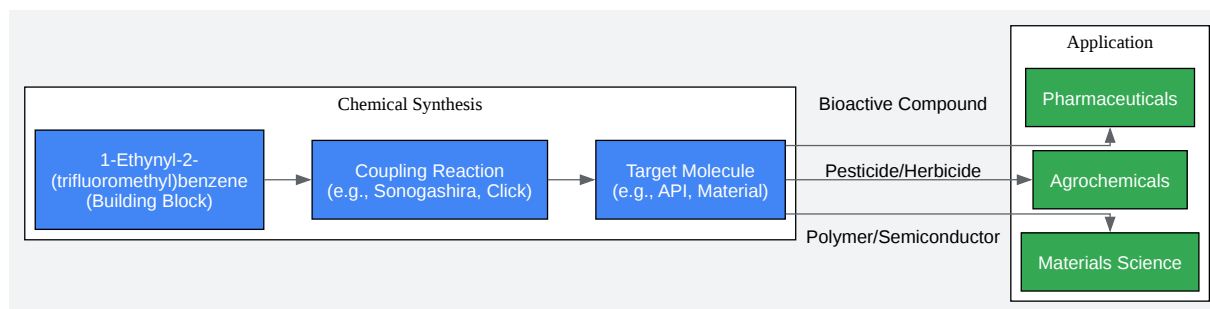 Chemical Synthesis
1-Ethynyl-2-
(trifluoromethyl)benzene
(Building Block)
Coupling Reaction
(e.g., Sonogashira, Click)
Target Molecule
(e.g., API, Material)
Bioactive Compound
Pesticide/Herbicide
Polymer/Semiconductor
Application
Pharmaceuticals
Agrochemicals
Materials Science